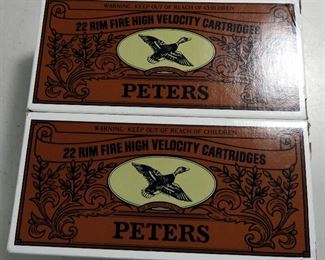 WARNING: KEEP OUT OF REACH OF CHILDREN
22 RIM FIRE HIGH VELOCITY CARTRIDGES
PETERS
WARNING: KEEP OUT OF REACH OF CHILDREN
22 RIM FIRE HIGH VELOCITY CARTRIDGES
PETERS